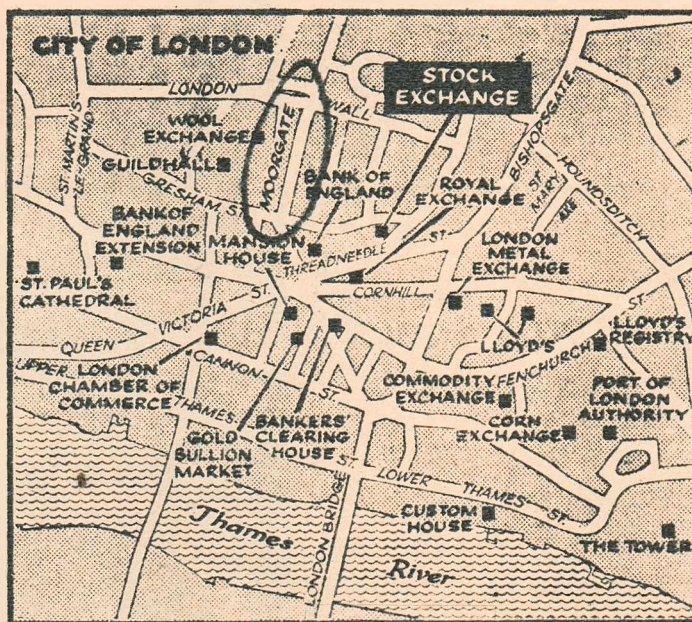 CITY OF LONDON
STOCK
EXCHANGE
LONDON
WALL
ST. MARTIN'S
LE-GRAND
WOOL
EXCHANGE
GUILDHALL
MOORGATE
GRESHAM ST.
BISHOPSGATE
HOUNDSDITCH
ST.
MARY
AXE
BANK OF
ENGLAND
ROYAL
EXCHANGE
BANK OF
ENGLAND
EXTENSION
MANSION
HOUSE
THREADNEEDLE
ST.
LONDON
METAL
EXCHANGE
ST. PAUL'S
CATHEDRAL
CORNHILL
QUEEN
VICTORIA
ST.
LLOYD'S
LLOYD'S
REGISTRY
FENCHURCH
ST.
UPPER
THAMES
ST.
LONDON
CHAMBER OF
COMMERCE
CANNON
ST.
COMMODITY
EXCHANGE
PORT OF
LONDON
AUTHORITY
GOLD
BULLION
MARKET
BANKERS'
CLEARING
HOUSE
CORN
EXCHANGE
LOWER
THAMES
ST.
LONDON BRIDGE
CUSTOM
HOUSE
THE TOWER
Thames
River